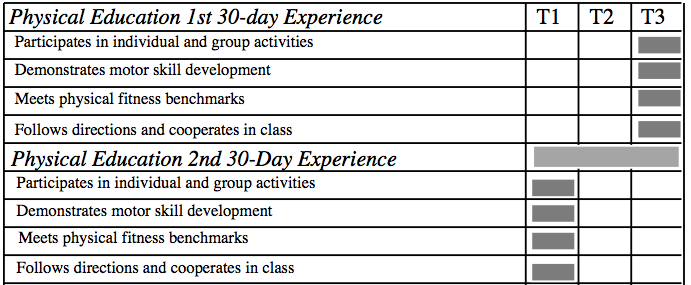 Physical Education 1st 30-day Experience T1 T2 T3
Participates in individual and group activities
Demonstrates motor skill development
Meets physical fitness benchmarks
Follows directions and cooperates in class
Physical Education 2nd 30-Day Experience
Participates in individual and group activities
Demonstrates motor skill development
Meets physical fitness benchmarks
Follows directions and cooperates in class